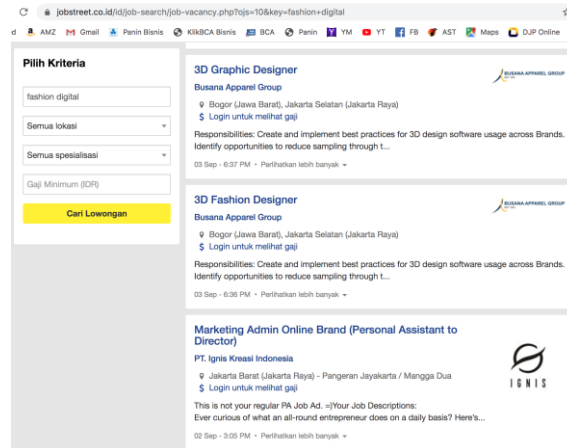 jobstreet.co.id/id/job-search/job-vacancy.php?ojs=10&key=fashion+digital
d AMZ Gmail Panin Bisnis KlikBCA Bisnis BCA Panin YM YT FB AST Maps DJP Online
Pilih Kriteria
fashion digital
Semua lokasi
Semua spesialisasi
Gaji Minimum (IDR)
Cari Lowongan
3D Graphic Designer
BUSANA APPAREL GROUP
Busana Apparel Group
Bogor (Jawa Barat), Jakarta Selatan (Jakarta Raya)
$ Login untuk melihat gaji
Responsibilities: Create and implement best practices for 3D design software usage across Brands.
Identify opportunities to reduce sampling through t...
03 Sep - 6:37 PM • Perlihatkan lebih banyak
3D Fashion Designer
BUSANA APPAREL GROUP
Busana Apparel Group
Bogor (Jawa Barat), Jakarta Selatan (Jakarta Raya)
$ Login untuk melihat gaji
Responsibilities: Create and implement best practices for 3D design software usage across Brands.
Identify opportunities to reduce sampling through t...
03 Sep - 6:36 PM • Perlihatkan lebih banyak
Marketing Admin Online Brand (Personal Assistant to
Director)
PT. Ignis Kreasi Indonesia
IGNIS
Jakarta Barat (Jakarta Raya) - Pangeran Jayakarta / Mangga Dua
$ Login untuk melihat gaji
This is not your regular PA Job Ad. =)Your Job Descriptions:
Ever curious of what an all-round entrepreneur does on a daily basis? Here's...
02 Sep - 3:05 PM • Perlihatkan lebih banyak